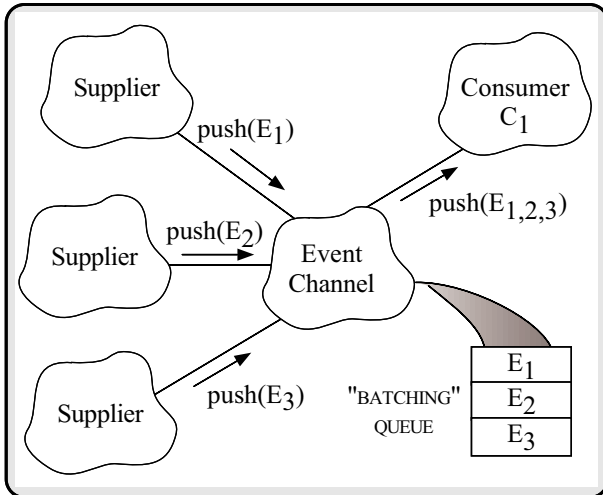 Supplier
push(E1)
Consumer
C1
push(E1,2,3)
Supplier
push(E2)
Event
Channel
Supplier
push(E3)
"BATCHING"
QUEUE
E1
E2
E3